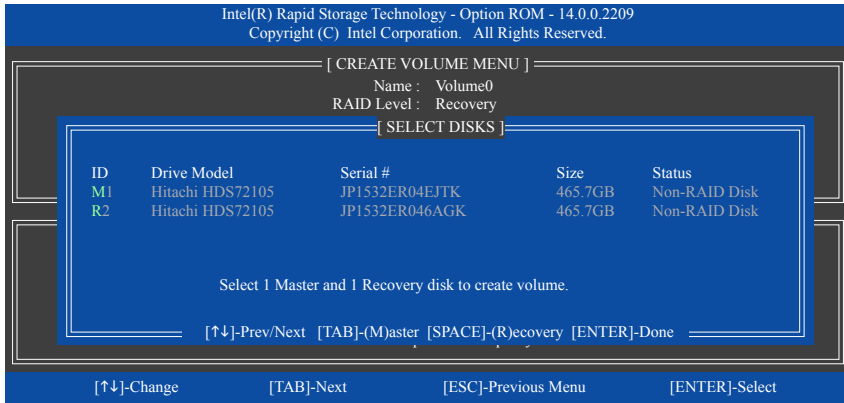 Intel(R) Rapid Storage Technology - Option ROM - 14.0.0.2209
Copyright (C) Intel Corporation. All Rights Reserved.
[ CREATE VOLUME MENU ]
Name : Volume0
RAID Level : Recovery
[ SELECT DISKS ]
ID Drive Model Serial # Size Status
M1 Hitachi HDS72105 JP1532ER04EJTK 465.7GB Non-RAID Disk
R2 Hitachi HDS72105 JP1532ER046AGK 465.7GB Non-RAID Disk
Select 1 Master and 1 Recovery disk to create volume.
[↑↓]-Prev/Next [TAB]-(M)aster [SPACE]-(R)ecovery [ENTER]-Done
[↑↓]-Change [TAB]-Next [ESC]-Previous Menu [ENTER]-Select